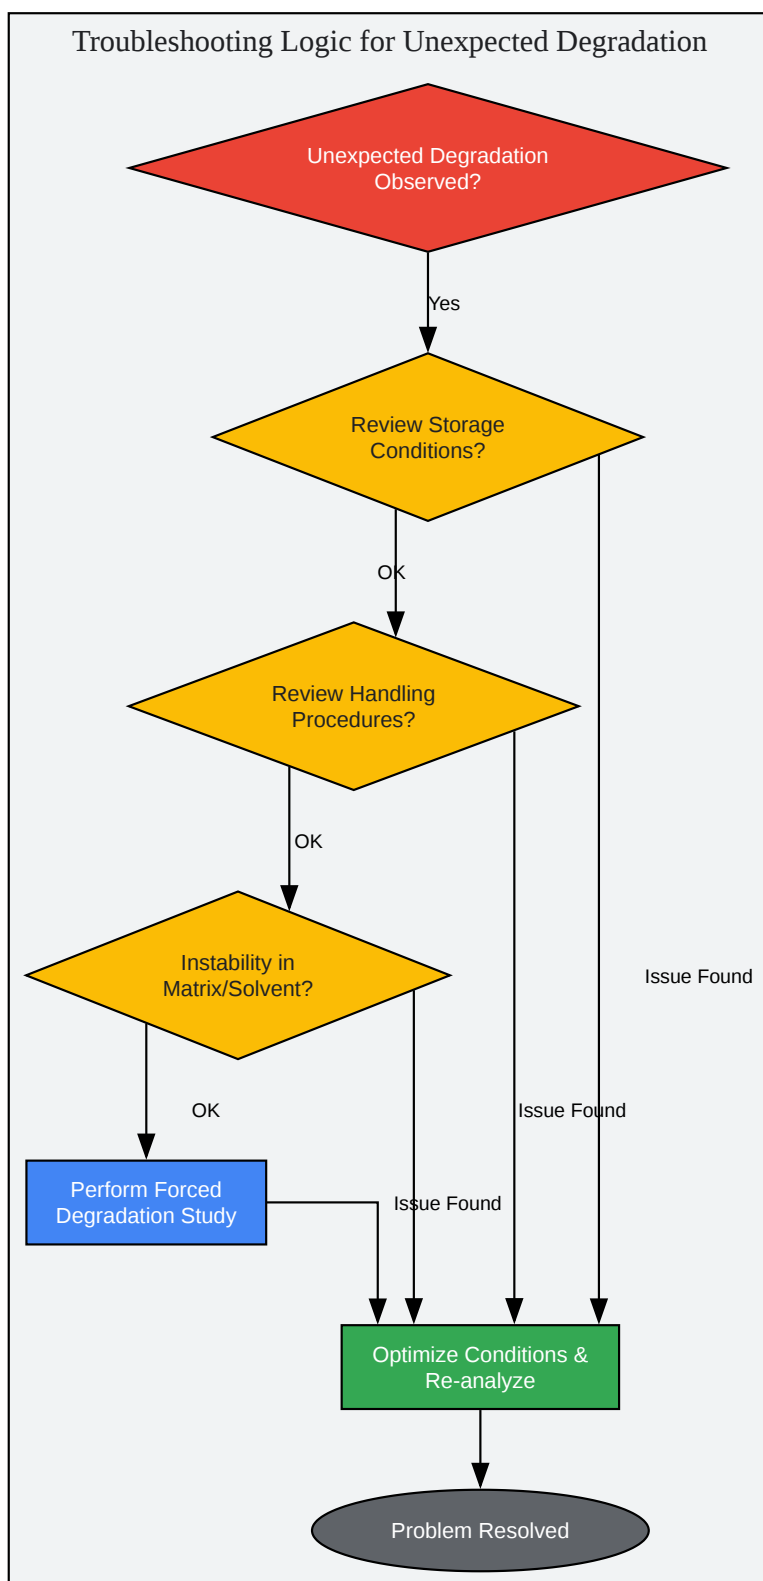 Troubleshooting Logic for Unexpected Degradation
Unexpected Degradation
Observed?
Yes
Review Storage
Conditions?
OK
Review Handling
Procedures?
OK
Instability in
Matrix/Solvent?
Issue Found
OK
Issue Found
Perform Forced
Degradation Study
Issue Found
Optimize Conditions &
Re-analyze
Problem Resolved